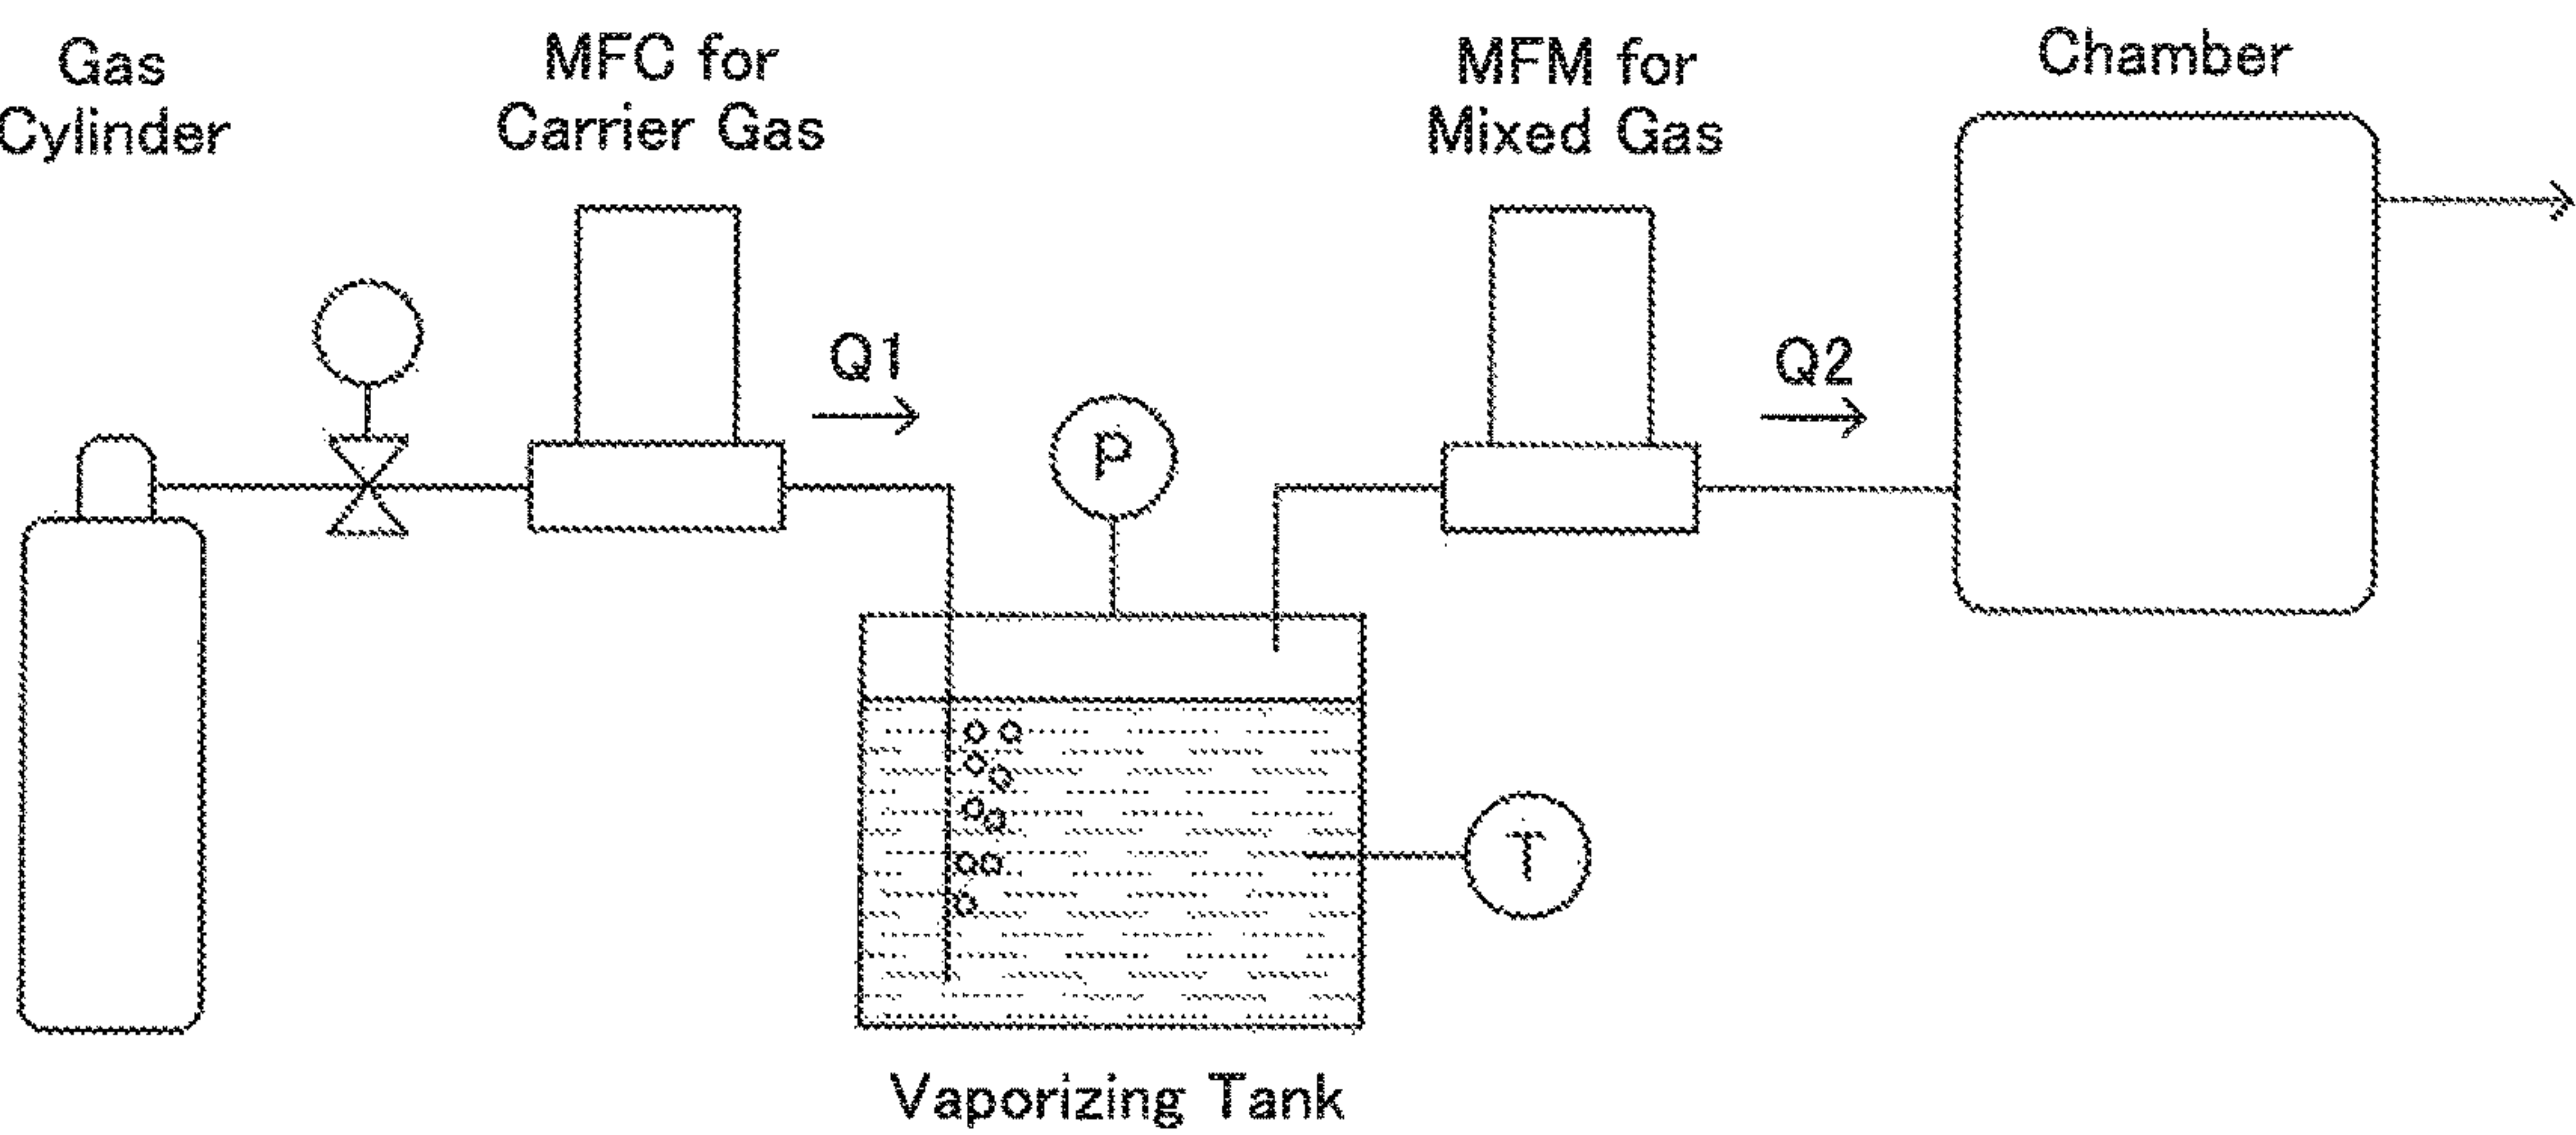 Gas
Cylinder
MFC for
Carrier Gas
MFM for
Mixed Gas
Chamber
Q1
Q2
P
T
Vaporizing Tank